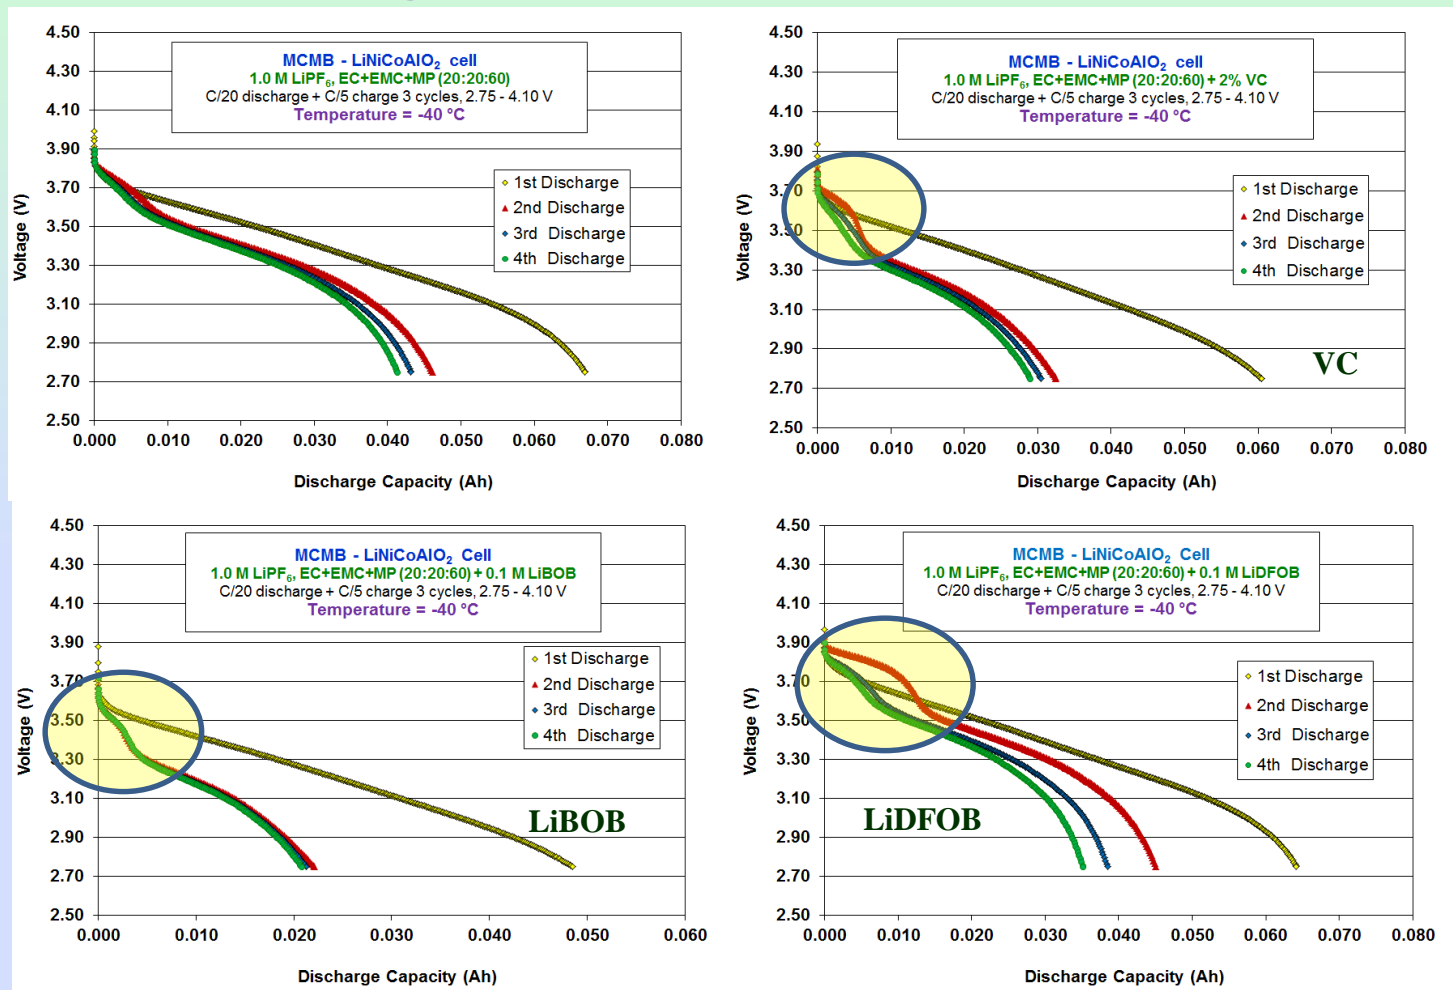 MCMB - LiNiCoAlO₂ cell
1.0 M LiPF₆, EC+EMC+MP (20:20:60)
C/20 discharge + C/5 charge 3 cycles, 2.75 - 4.10 V
Temperature = -40 °C
4.50
4.30
4.10
3.90
3.70
3.50
3.30
3.10
2.90
2.70
2.50
Voltage (V)
1st Discharge
2nd Discharge
3rd Discharge
4th Discharge
0.000 0.010 0.020 0.030 0.040 0.050 0.060 0.070 0.080
Discharge Capacity (Ah)
MCMB - LiNiCoAlO₂ cell
1.0 M LiPF₆, EC+EMC+MP (20:20:60) + 2% VC
C/20 discharge + C/5 charge 3 cycles, 2.75 - 4.10 V
Temperature = -40 °C
4.50
4.30
4.10
3.90
3.70
3.50
3.30
3.10
2.90
2.70
2.50
Voltage (V)
1st Discharge
2nd Discharge
3rd Discharge
4th Discharge
VC
0.000 0.010 0.020 0.030 0.040 0.050 0.060 0.070 0.080
Discharge Capacity (Ah)
MCMB - LiNiCoAlO₂ Cell
1.0 M LiPF₆, EC+EMC+MP (20:20:60) + 0.1 M LiBOB
C/20 discharge + C/5 charge 3 cycles, 2.75 - 4.10 V
Temperature = -40 °C
4.50
4.30
4.10
3.90
3.70
3.50
3.30
3.10
2.90
2.70
2.50
Voltage (V)
1st Discharge
2nd Discharge
3rd Discharge
4th Discharge
LiBOB
0.000 0.010 0.020 0.030 0.040 0.050 0.060
Discharge Capacity (Ah)
MCMB - LiNiCoAlO₂ Cell
1.0 M LiPF₆, EC+EMC+MP (20:20:60) + 0.1 M LiDFOB
C/20 discharge + C/5 charge 3 cycles, 2.75 - 4.10 V
Temperature = -40 °C
4.50
4.30
4.10
3.90
3.70
3.50
3.30
3.10
2.90
2.70
2.50
Voltage (V)
1st Discharge
2nd Discharge
3rd Discharge
4th Discharge
LiDFOB
0.000 0.010 0.020 0.030 0.040 0.050 0.060 0.070 0.080
Discharge Capacity (Ah)